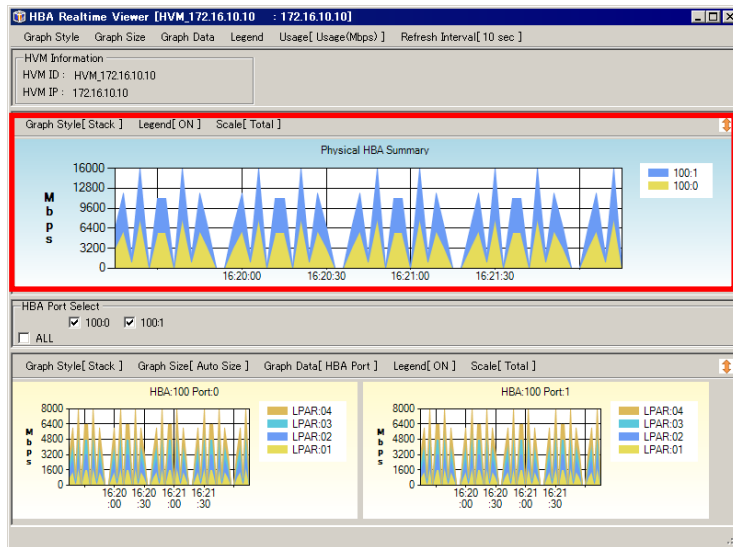 HBA Realtime Viewer [HVM_172.16.10.10 : 172.16.10.10]
Graph Style Graph Size Graph Data Legend Usage[ Usage(Mbps) ] Refresh Interval[ 10 sec ]
HVM Information
HVM ID : HVM_172.16.10.10
HVM IP : 172.16.10.10
Graph Style[ Stack ] Legend[ ON ] Scale[ Total ]
Physical HBA Summary
Mbps
16000
12800
9600
6400
3200
0
16:20:00 16:20:30 16:21:00 16:21:30
100:1
100:0
HBA Port Select
100:0 100:1
ALL
Graph Style[ Stack ] Graph Size[ Auto Size ] Graph Data[ HBA Port ] Legend[ ON ] Scale[ Total ]
HBA:100 Port:0
Mbps
8000
6400
4800
3200
1600
0
16:20:00 16:20:30 16:21:00 16:21:30
LPAR:04
LPAR:03
LPAR:02
LPAR:01
HBA:100 Port:1
Mbps
8000
6400
4800
3200
1600
0
16:20:00 16:20:30 16:21:00 16:21:30
LPAR:04
LPAR:03
LPAR:02
LPAR:01